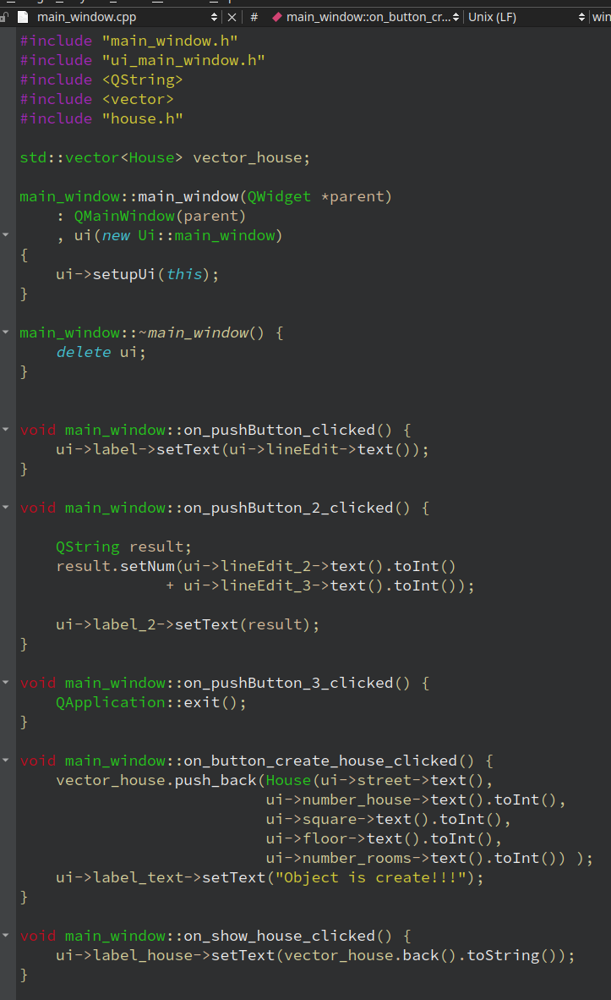 main_window.cpp # main_window::on_button_cr... Unix (LF) win
#include "main_window.h"
#include "ui_main_window.h"
#include <QString>
#include <vector>
#include "house.h"
std::vector<House> vector_house;
main_window::main_window(QWidget *parent)
    : QMainWindow(parent)
    , ui(new Ui::main_window)
{
    ui->setupUi(this);
}
main_window::~main_window() {
    delete ui;
}
void main_window::on_pushButton_clicked() {
    ui->label->setText(ui->lineEdit->text());
}
void main_window::on_pushButton_2_clicked() {
    QString result;
    result.setNum(ui->lineEdit_2->text().toInt()
                + ui->lineEdit_3->text().toInt());
    ui->label_2->setText(result);
}
void main_window::on_pushButton_3_clicked() {
    QApplication::exit();
}
void main_window::on_button_create_house_clicked() {
    vector_house.push_back(House(ui->street->text(),
                           ui->number_house->text().toInt(),
                           ui->square->text().toInt(),
                           ui->floor->text().toInt(),
                           ui->number_rooms->text().toInt()) );
    ui->label_text->setText("Object is create!!!");
}
void main_window::on_show_house_clicked() {
    ui->label_house->setText(vector_house.back().toString());
}